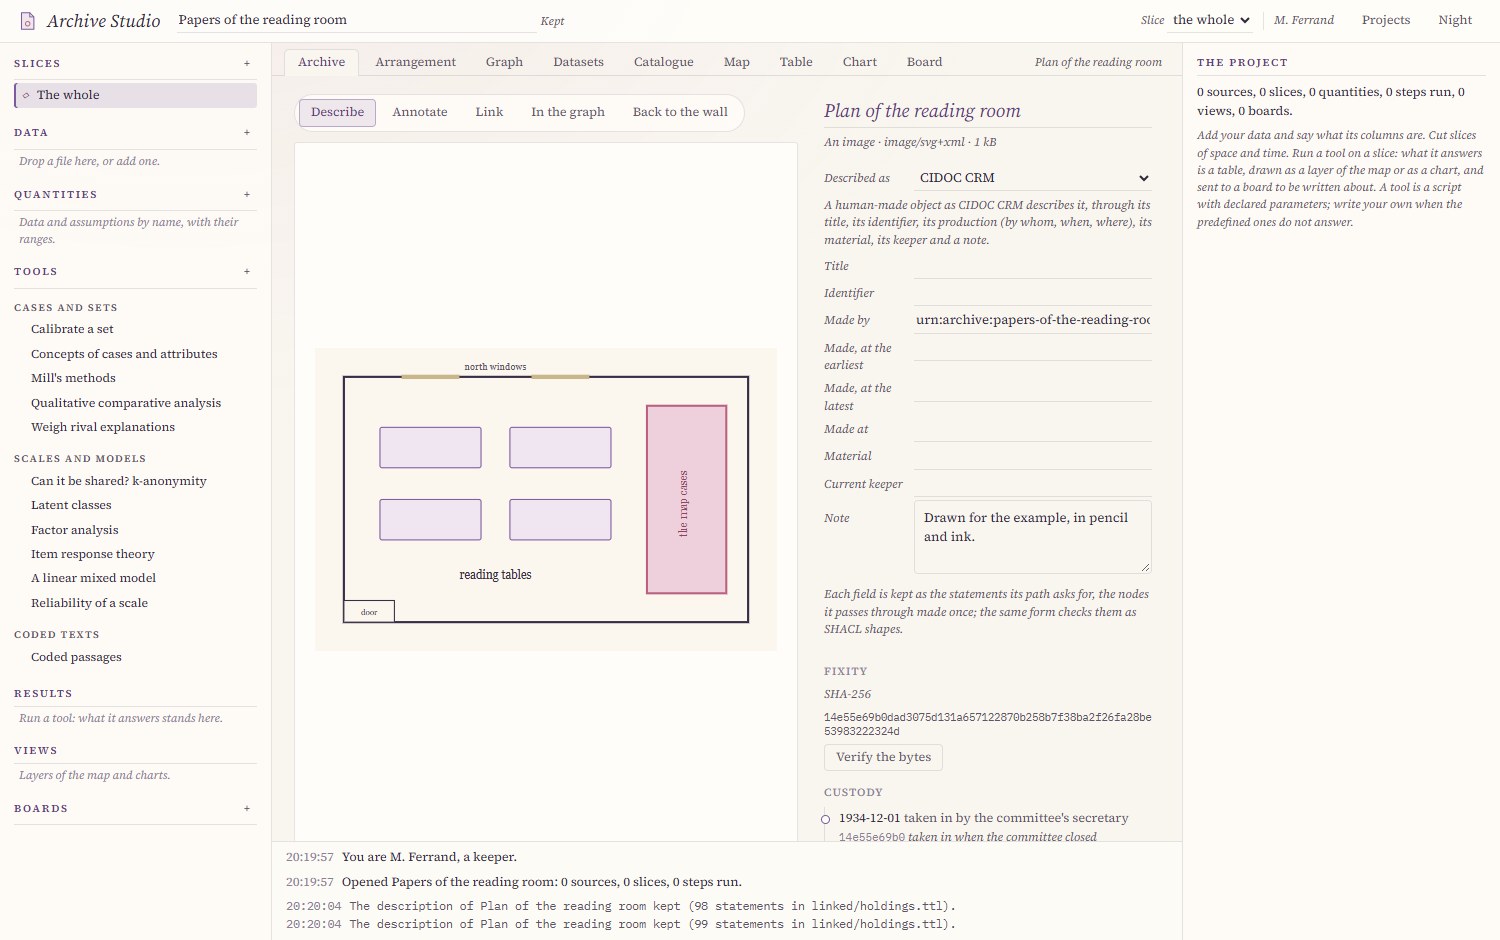 Archive Studio
Papers of the reading room
Kept
Slice the whole
M. Ferrand
Projects
Night
SLICES +
The whole
DATA +
Drop a file here, or add one.
QUANTITIES +
Data and assumptions by name, with their
ranges.
TOOLS +
CASES AND SETS
Calibrate a set
Concepts of cases and attributes
Mill's methods
Qualitative comparative analysis
Weigh rival explanations
SCALES AND MODELS
Can it be shared? k-anonymity
Latent classes
Factor analysis
Item response theory
A linear mixed model
Reliability of a scale
CODED TEXTS
Coded passages
RESULTS
Run a tool: what it answers stands here.
VIEWS
Layers of the map and charts.
BOARDS +
Archive
Arrangement
Graph
Datasets
Catalogue
Map
Table
Chart
Board
Plan of the reading room
Describe
Annotate
Link
In the graph
Back to the wall
north windows
the map cases
reading tables
door
Plan of the reading room
An image · image/svg+xml · 1 kB
Described as CIDOC CRM
A human-made object as CIDOC CRM describes it, through its
title, its identifier, its production (by whom, when, where), its
material, its keeper and a note.
Title
Identifier
Made by urn:archive:papers-of-the-reading-roo
Made, at the
earliest
Made, at the
latest
Made at
Material
Current keeper
Note Drawn for the example, in pencil
and ink.
Each field is kept as the statements its path asks for, the nodes
it passes through made once; the same form checks them as
SHACL shapes.
FIXITY
SHA-256
14e55e69b0dad3075d131a657122870b258b7f38ba2f26fa28be
53983222324d
Verify the bytes
CUSTODY
1934-12-01 taken in by the committee's secretary
14e55e69b0 taken in when the committee closed
20:19:57 You are M. Ferrand, a keeper.
20:19:57 Opened Papers of the reading room: 0 sources, 0 slices, 0 steps run.
20:20:04 The description of Plan of the reading room kept (98 statements in linked/holdings.ttl).
20:20:04 The description of Plan of the reading room kept (99 statements in linked/holdings.ttl).
THE PROJECT
0 sources, 0 slices, 0 quantities, 0 steps run, 0
views, 0 boards.
Add your data and say what its columns are. Cut slices
of space and time. Run a tool on a slice: what it answers
is a table, drawn as a layer of the map or as a chart, and
sent to a board to be written about. A tool is a script
with declared parameters; write your own when the
predefined ones do not answer.